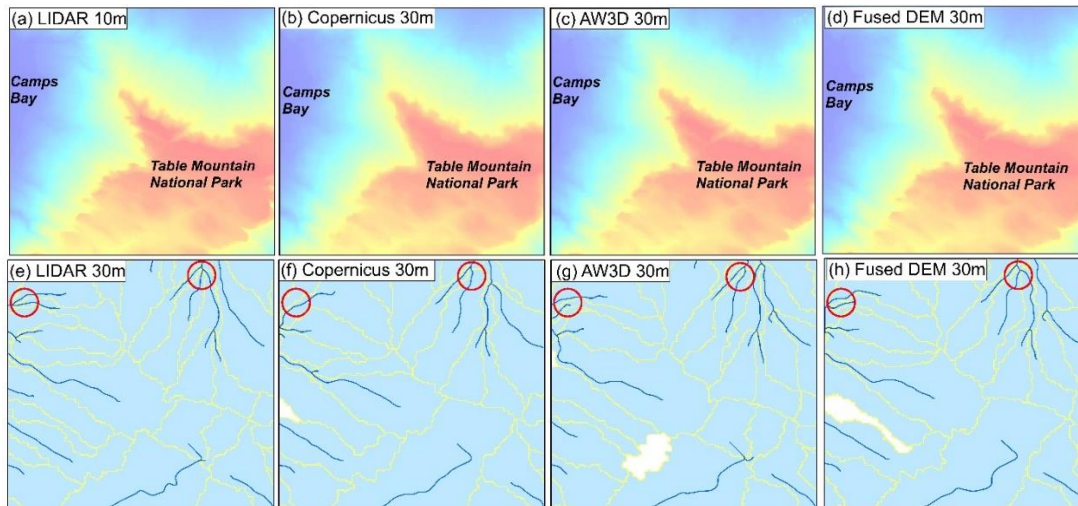 (a) LIDAR 10m
(b) Copernicus 30m
(c) AW3D 30m
(d) Fused DEM 30m
Camps
Bay
Camps
Bay
Camps
Bay
Camps
Bay
Table Mountain
National Park
Table Mountain
National Park
Table Mountain
National Park
Table Mountain
National Park
(e) LIDAR 30m
(f) Copernicus 30m
(g) AW3D 30m
(h) Fused DEM 30m